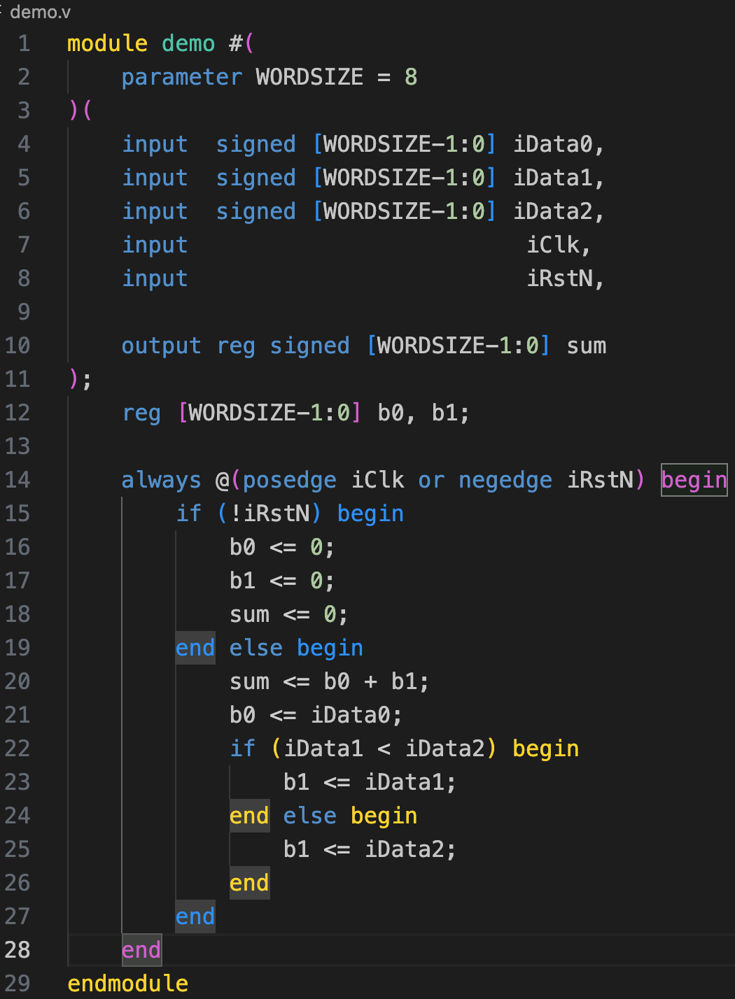 demo.v
1 module demo #(
2     parameter WORDSIZE = 8
3 )(
4     input  signed [WORDSIZE-1:0] iData0,
5     input  signed [WORDSIZE-1:0] iData1,
6     input  signed [WORDSIZE-1:0] iData2,
7     input                         iClk,
8     input                         iRstN,
9
10     output reg signed [WORDSIZE-1:0] sum
11 );
12     reg [WORDSIZE-1:0] b0, b1;
13
14     always @(posedge iClk or negedge iRstN) begin
15         if (!iRstN) begin
16             b0 <= 0;
17             b1 <= 0;
18             sum <= 0;
19         end else begin
20             sum <= b0 + b1;
21             b0 <= iData0;
22             if (iData1 < iData2) begin
23                 b1 <= iData1;
24             end else begin
25                 b1 <= iData2;
26             end
27         end
28     end
29 endmodule